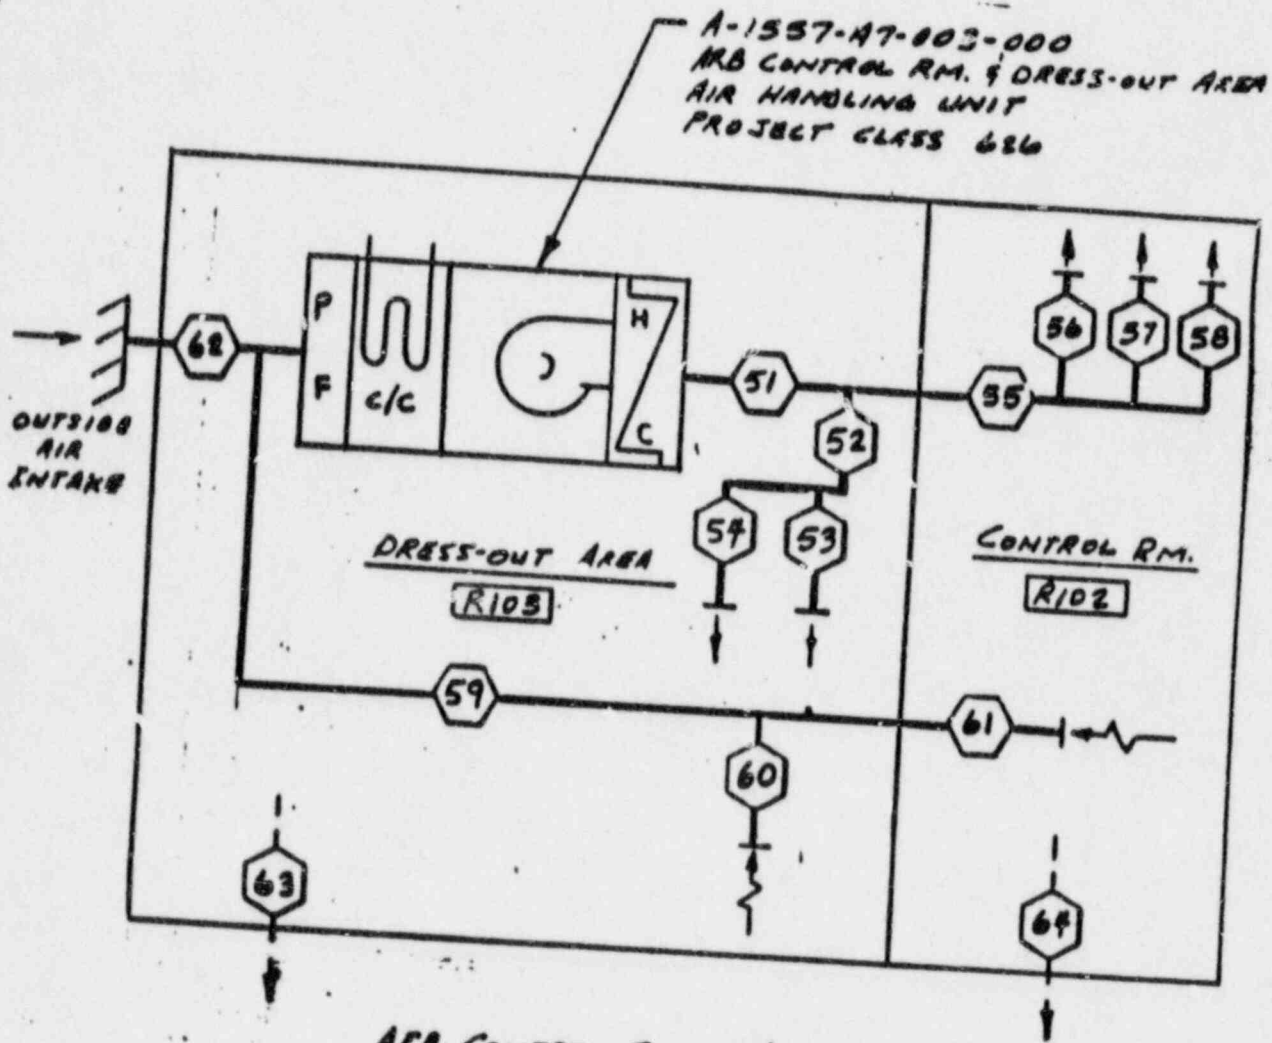 A-1557-A7-003-000
ARB CONTROL RM. & DRESS-OUT AREA
AIR HANDLING UNIT
PROJECT CLASS 686
OUTSIDE
AIR
INTAKE
62
P
F
C/C
H
C
51
52
54
53
55
56
57
58
DRESS-OUT AREA
R103
CONTROL RM.
R102
59
60
61
63
64